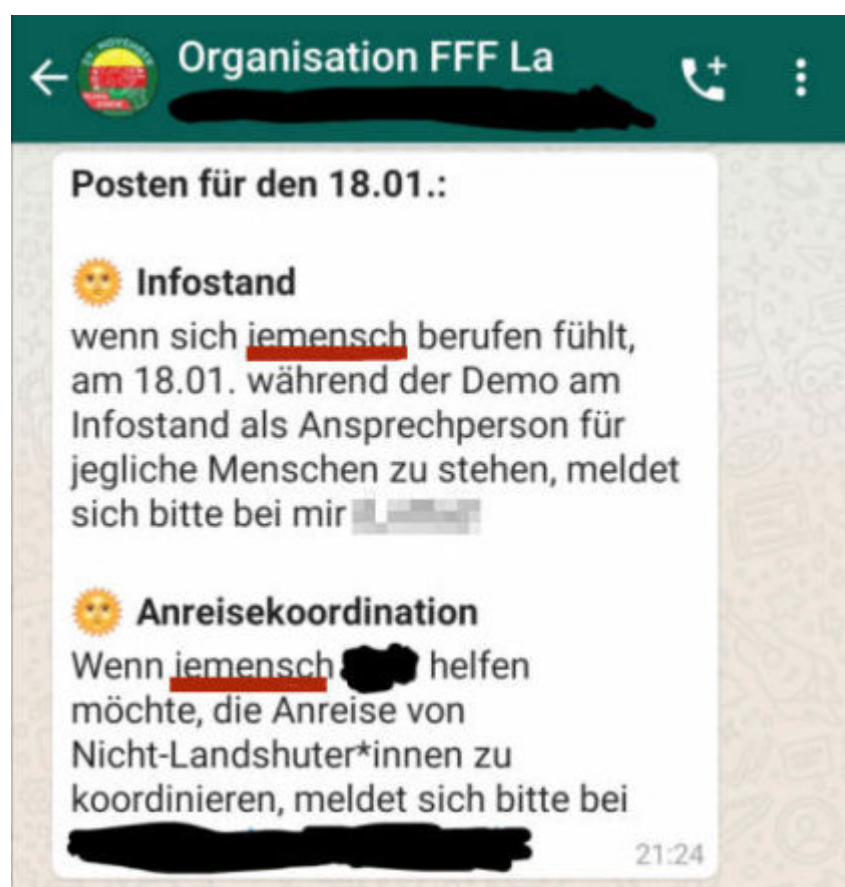 Organisation FFF La
Posten für den 18.01.:
🌞 Infostand
wenn sich jemensch berufen fühlt,
am 18.01. während der Demo am
Infostand als Ansprechperson für
jegliche Menschen zu stehen, meldet
sich bitte bei mir
🌞 Anreisekoordination
Wenn jemensch helfen
möchte, die Anreise von
Nicht-Landshuter*innen zu
koordinieren, meldet sich bitte bei
21:24